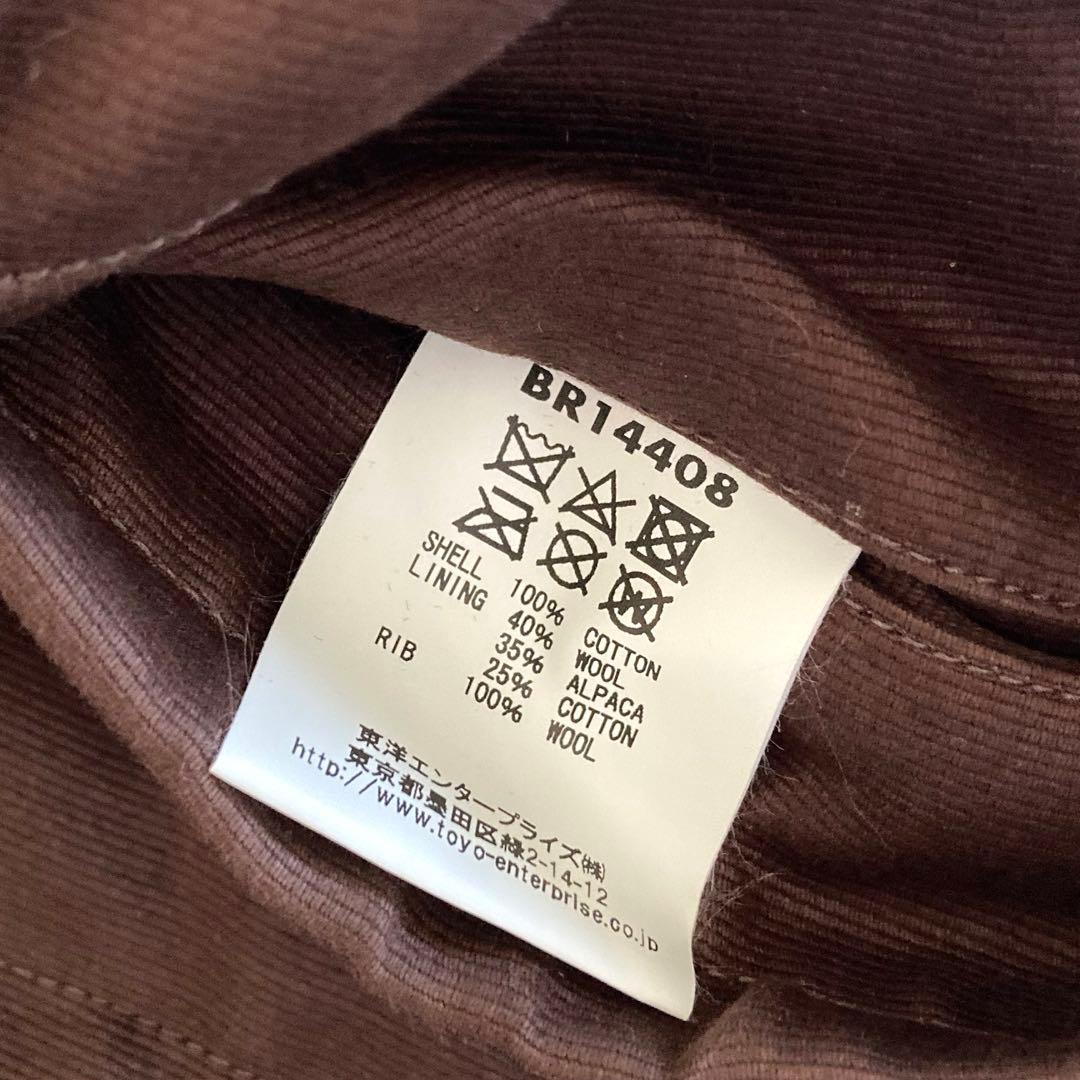 BR14408
SHELL 100% COTTON
LINING 40% WOOL
35% ALPACA
25% COTTON
RIB 100% WOOL
東洋エンタープライズ㈱
東京都墨田区緑2-14-12
http://www.toyo-enterprise.co.jp